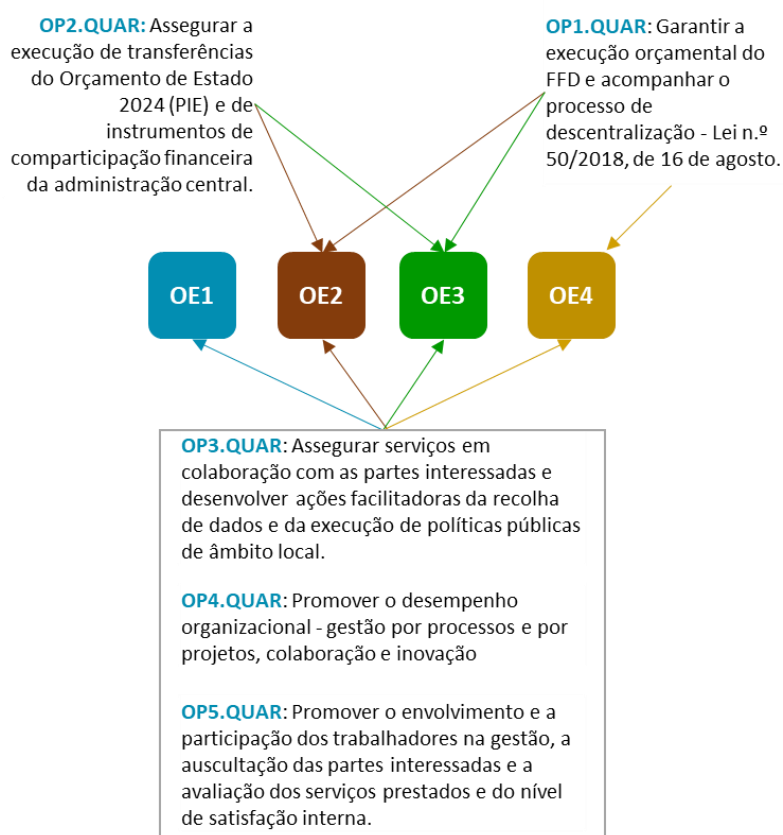 OP2.QUAR: Assegurar a
execução de transferências
do Orçamento de Estado
2024 (PIE) e de
instrumentos de
comparticipação financeira
da administração central.
OP1.QUAR: Garantir a
execução orçamental do
FFD e acompanhar o
processo de
descentralização - Lei n.º
50/2018, de 16 de agosto.
OE1
OE2
OE3
OE4
OP3.QUAR: Assegurar serviços em
colaboração com as partes interessadas e
desenvolver ações facilitadoras da recolha
de dados e da execução de políticas públicas
de âmbito local.
OP4.QUAR: Promover o desempenho
organizacional - gestão por processos e por
projetos, colaboração e inovação
OP5.QUAR: Promover o envolvimento e a
participação dos trabalhadores na gestão, a
auscultação das partes interessadas e a
avaliação dos serviços prestados e do nível
de satisfação interna.